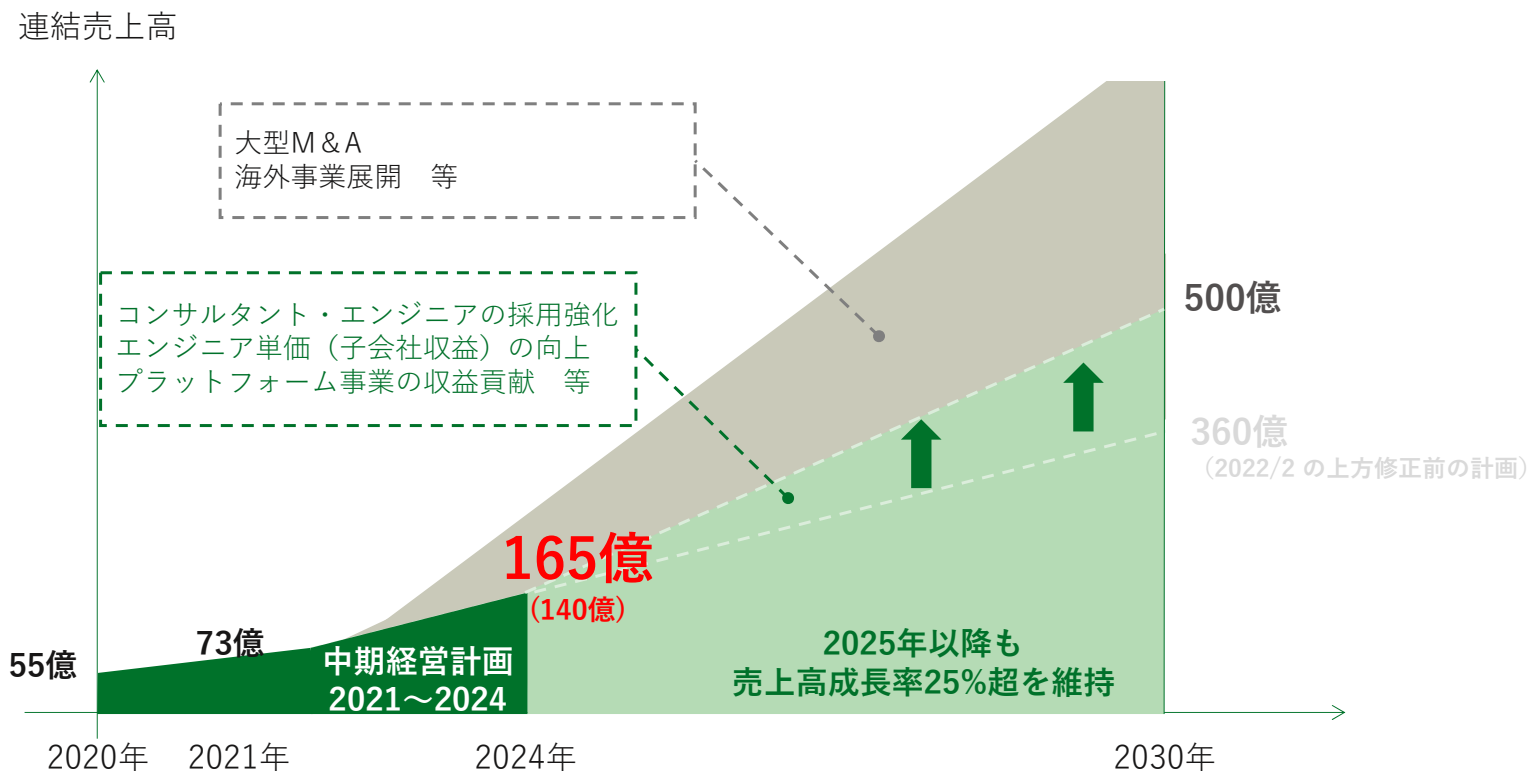 連結売上高
大型M＆A
海外事業展開　等
コンサルタント・エンジニアの採用強化
エンジニア単価（子会社収益）の向上
プラットフォーム事業の収益貢献　等
500億
360億
（2022/2 の上方修正前の計画）
165億
(140億)
55億
73億
中期経営計画
2021～2024
2025年以降も
売上高成長率25%超を維持
2020年
2021年
2024年
2030年